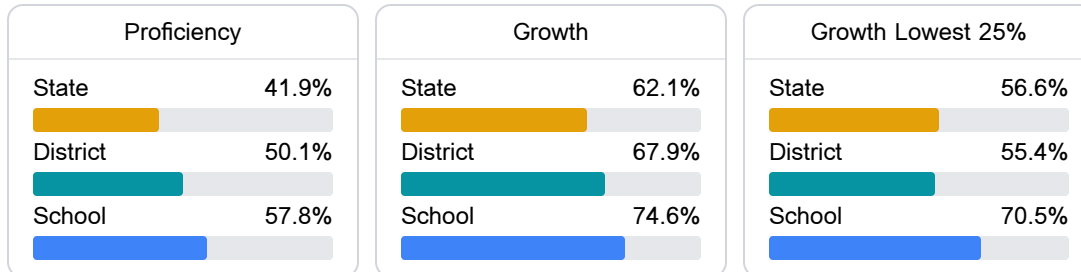 Proficiency
State 41.9%
District 50.1%
School 57.8%
Growth
State 62.1%
District 67.9%
School 74.6%
Growth Lowest 25%
State 56.6%
District 55.4%
School 70.5%